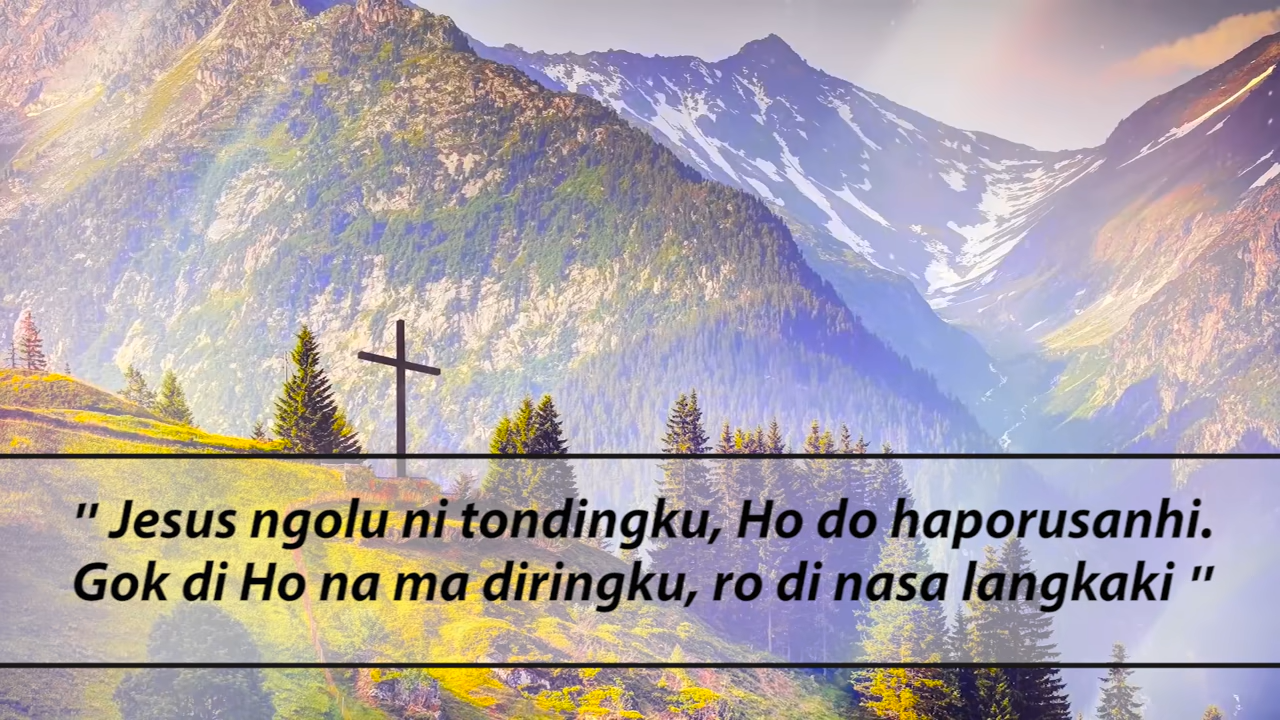 " Jesus ngolu ni tondingku, Ho do haporusanhi.
Gok di Ho na ma diringku, ro di nasa langkaki "